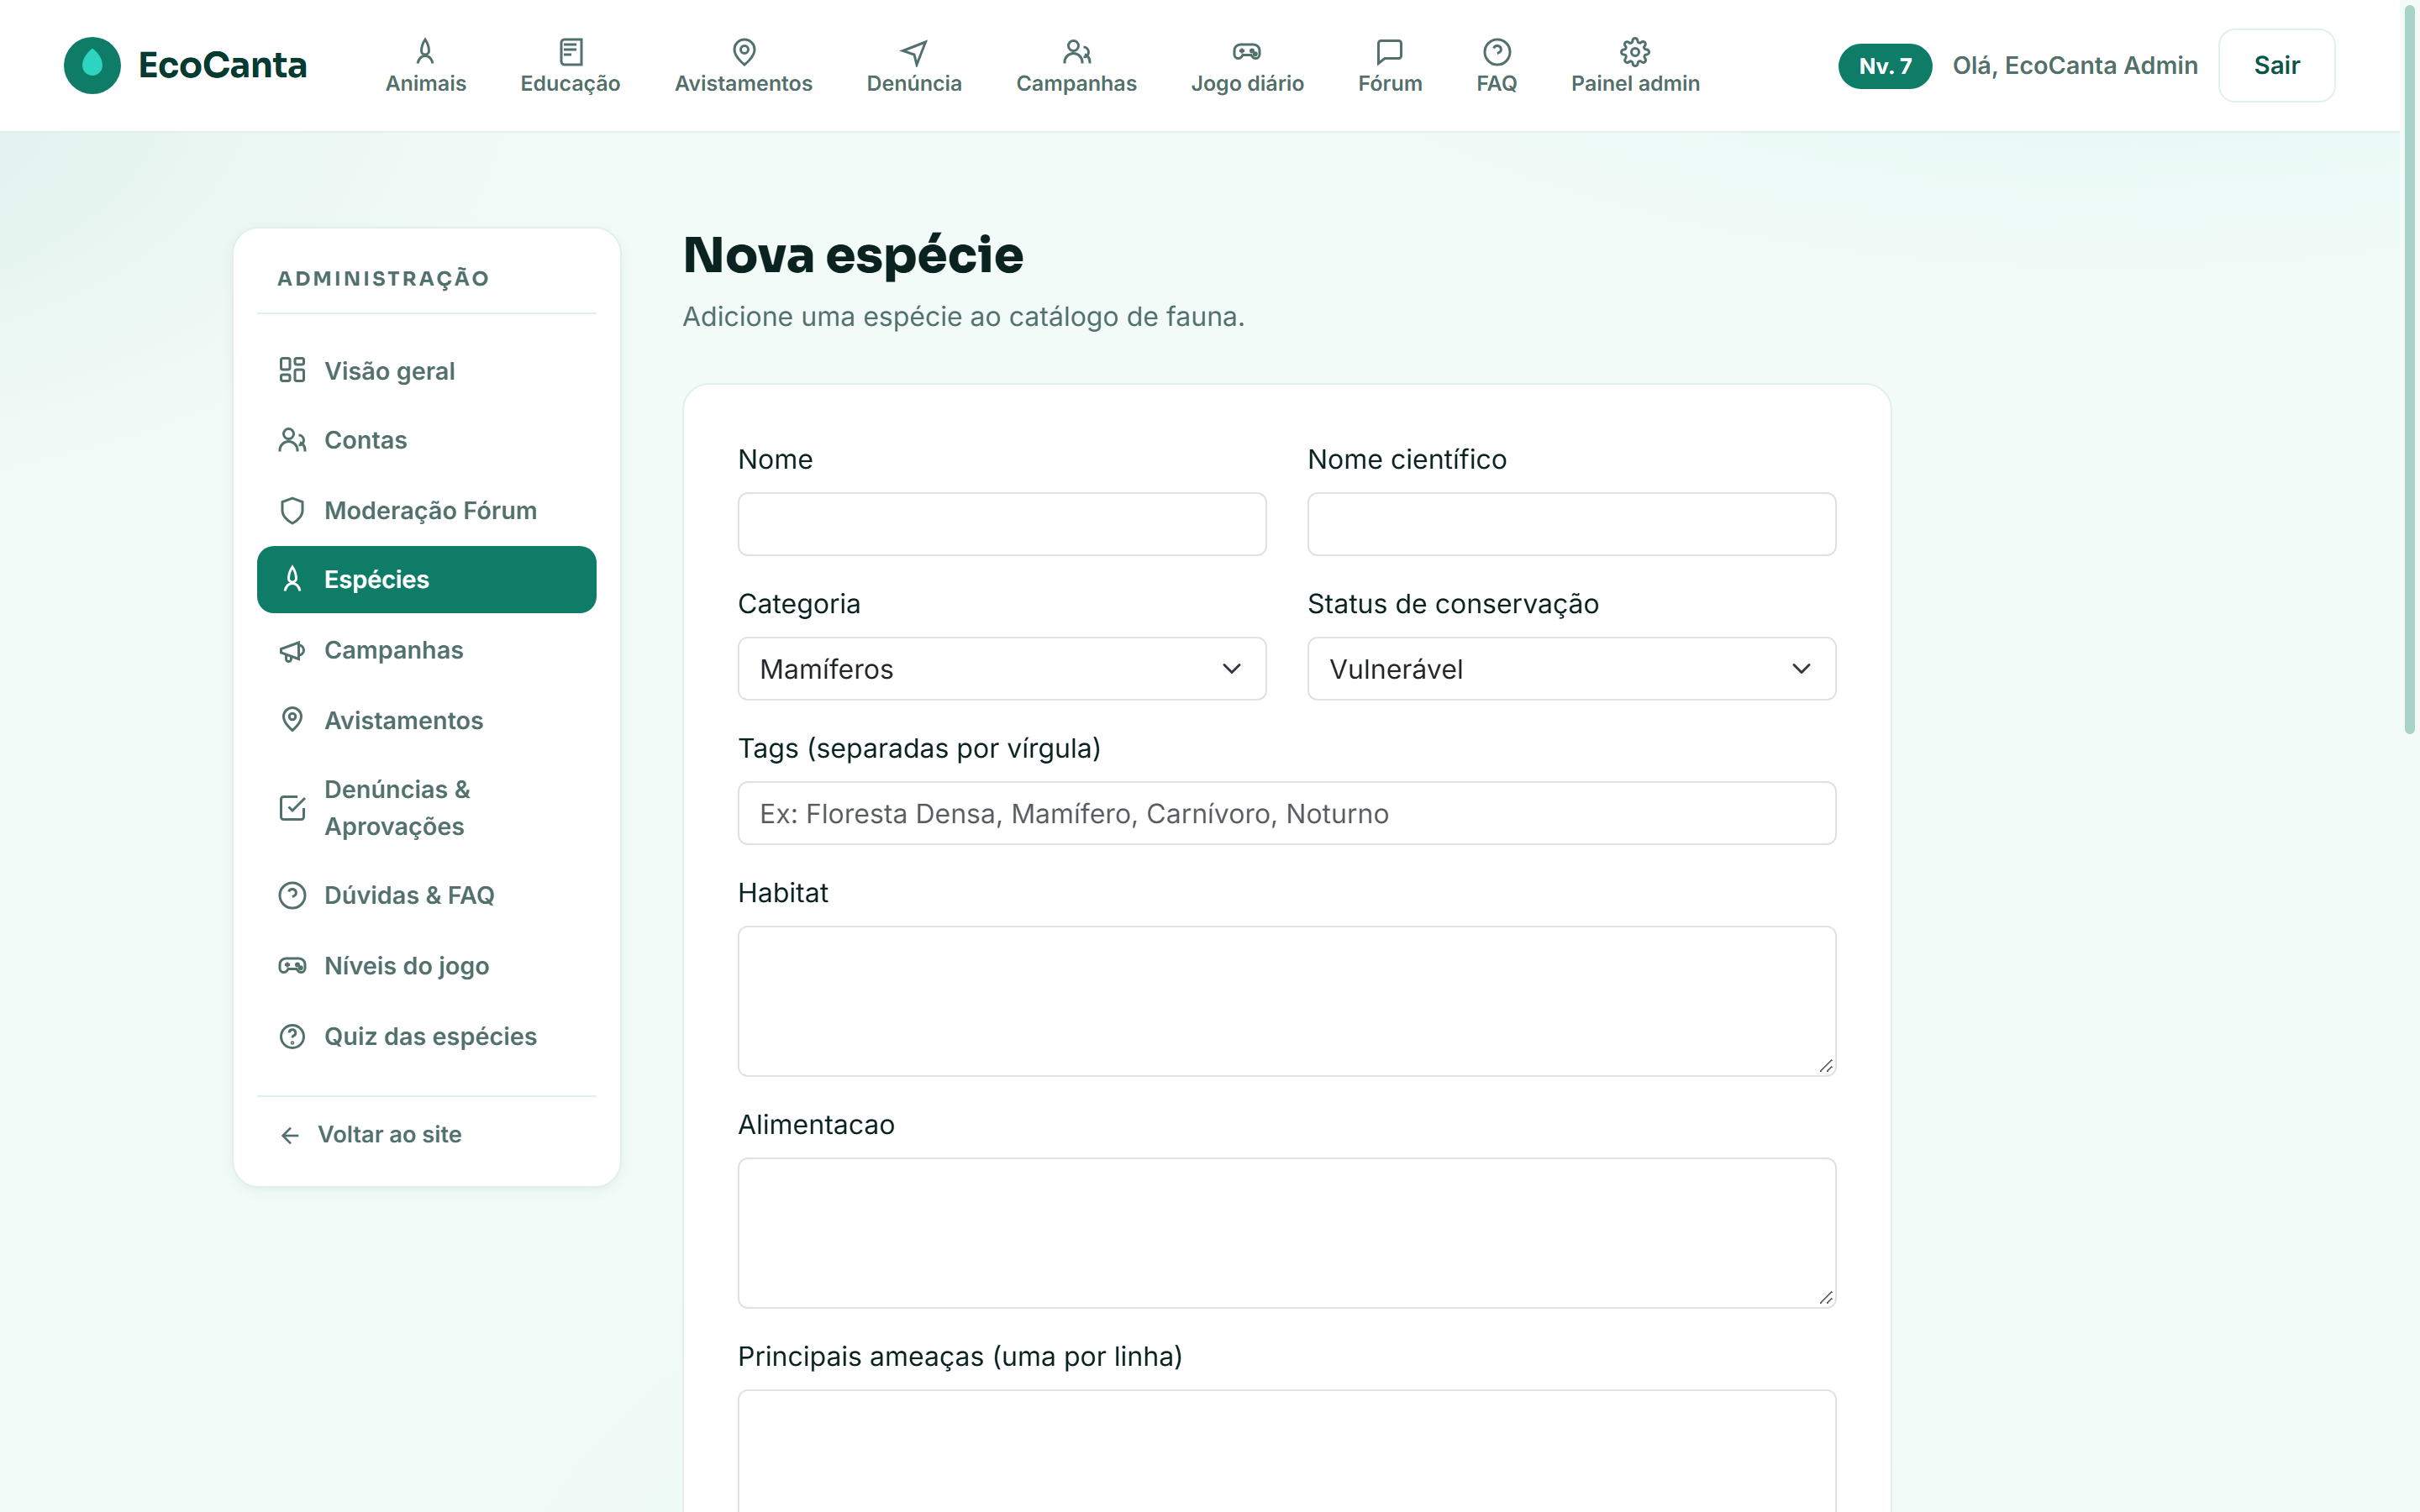 EcoCanta
Animais
Educação
Avistamentos
Denúncia
Campanhas
Jogo diário
Fórum
FAQ
Painel admin
Nv. 7
Olá, EcoCanta Admin
Sair
ADMINISTRAÇÃO
Visão geral
Contas
Moderação Fórum
Espécies
Campanhas
Avistamentos
Denúncias &
Aprovações
Dúvidas & FAQ
Níveis do jogo
Quiz das espécies
Voltar ao site
Nova espécie
Adicione uma espécie ao catálogo de fauna.
Nome
Nome científico
Categoria
Status de conservação
Mamíferos
Vulnerável
Tags (separadas por vírgula)
Ex: Floresta Densa, Mamífero, Carnívoro, Noturno
Habitat
Alimentacao
Principais ameaças (uma por linha)